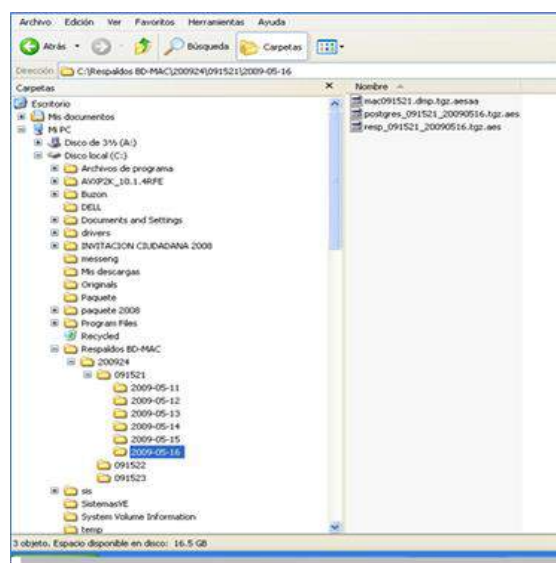 Archivo Edición Ver Favoritos Herramientas Ayuda
Atrás Búsqueda Carpetas
Dirección C:\Respaldos BD-MAC\200924\091521\2009-05-16
Carpetas
Nombre
Escritorio
Mis documentos
Mi PC
Disco de 3½ (A:)
Disco local (C:)
Archivos de programa
AVXP2K_10.1.4RFE
Buzon
DELL
Documents and Settings
drivers
INVITACION CIUDADANA 2008
messeng
Mis descargas
Originals
Paquete
paquete 2008
Program Files
Recycled
Respaldos BD-MAC
200924
091521
2009-05-11
2009-05-12
2009-05-13
2009-05-14
2009-05-15
2009-05-16
091522
091523
sis
SistemasVE
System Volume Information
temp
mac091521.dmp.tgz.aesaa
postgres_091521_20090516.tgz.aes
resp_091521_20090516.tgz.aes
3 objeto. Espacio disponible en disco: 16.5 GB